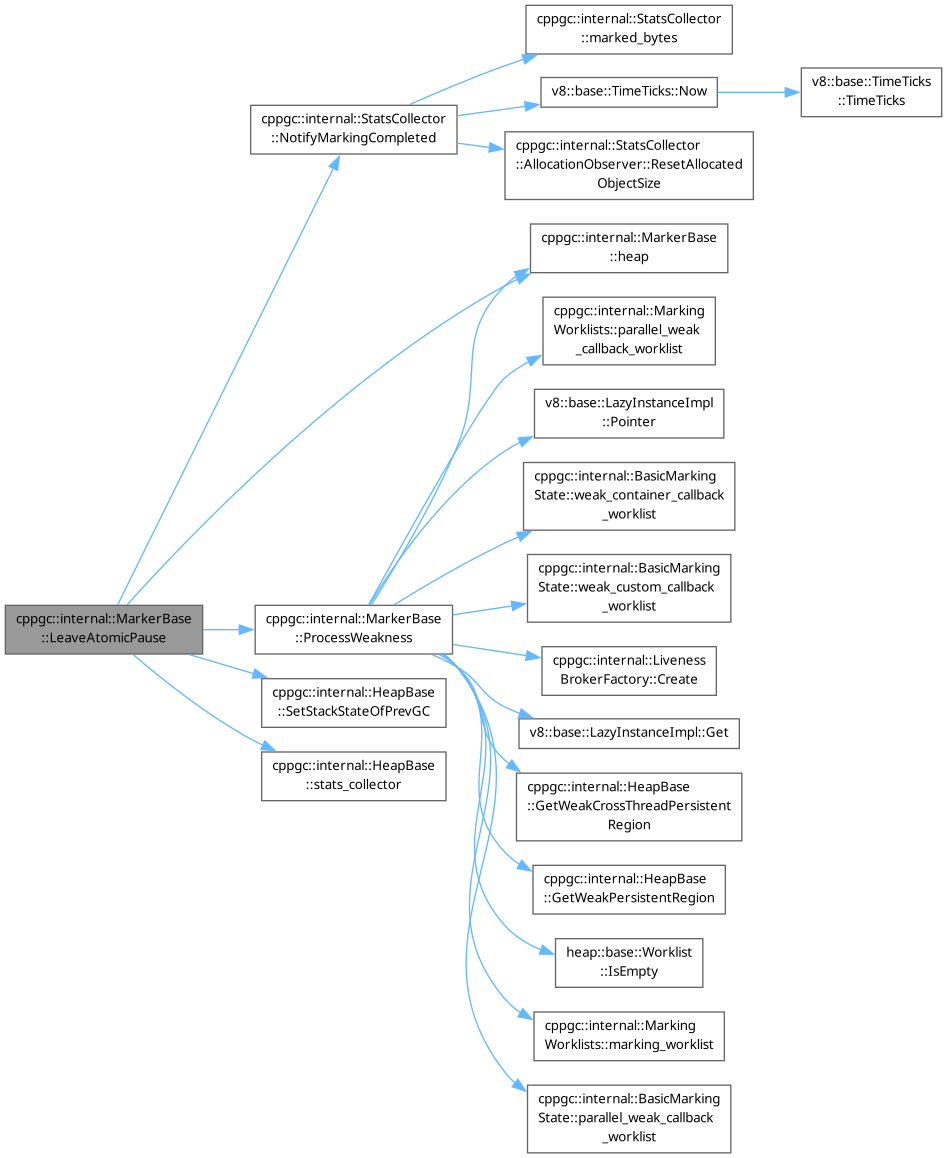 cppgc::internal::StatsCollector
::marked_bytes
v8::base::TimeTicks::Now
v8::base::TimeTicks
::TimeTicks
cppgc::internal::StatsCollector
::NotifyMarkingCompleted
cppgc::internal::StatsCollector
::AllocationObserver::ResetAllocated
ObjectSize
cppgc::internal::MarkerBase
::heap
cppgc::internal::Marking
Worklists::parallel_weak
_callback_worklist
v8::base::LazyInstanceImpl
::Pointer
cppgc::internal::BasicMarking
State::weak_container_callback
_worklist
cppgc::internal::BasicMarking
State::weak_custom_callback
_worklist
cppgc::internal::MarkerBase
::LeaveAtomicPause
cppgc::internal::MarkerBase
::ProcessWeakness
cppgc::internal::Liveness
BrokerFactory::Create
cppgc::internal::HeapBase
::SetStackStateOfPrevGC
v8::base::LazyInstanceImpl::Get
cppgc::internal::HeapBase
::stats_collector
cppgc::internal::HeapBase
::GetWeakCrossThreadPersistent
Region
cppgc::internal::HeapBase
::GetWeakPersistentRegion
heap::base::Worklist
::IsEmpty
cppgc::internal::Marking
Worklists::marking_worklist
cppgc::internal::BasicMarking
State::parallel_weak_callback
_worklist